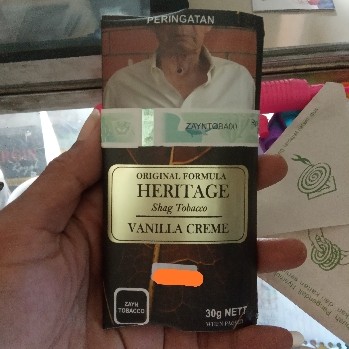 PERINGATAN
ZAYNTOBACO
ORIGINAL FORMULA
HERITAGE
Shag Tobacco
VANILLA CREME
ZAYN
TOBACCO
30g NETT